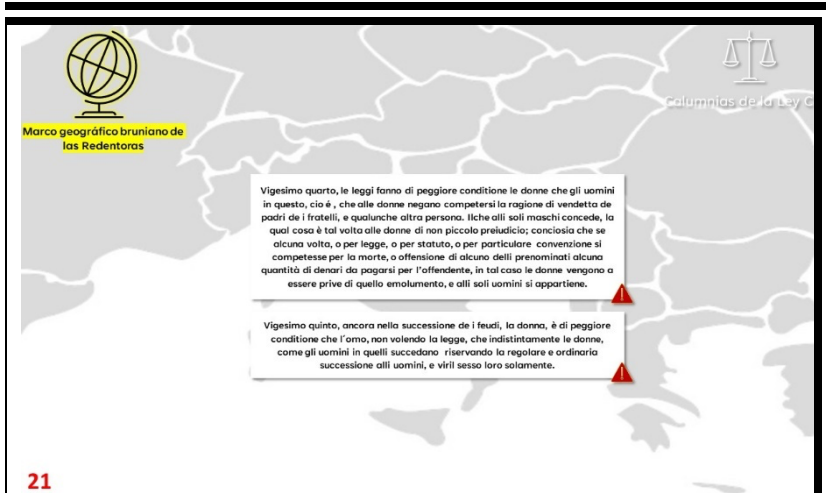 Calumnias de la Ley C
Marco geográfico bruniano de
las Redentoras
Vigesimo quarto, le leggi fanno di peggiore conditione le donne che gli uomini
in questo, cio é , che alle donne negano competersi la ragione di vendetta de
padri de i fratelli, e qualunche altra persona. Ilche alli soli maschi concede, la
qual cosa è tal volta alle donne di non piccolo preiudicio; conciosia che se
alcuna volta, o per legge, o per statuto, o per particulare convenzione si
competesse per la morte, o offensione di alcuno delli prenominati alcuna
quantità di denari da pagarsi per l'offendente, in tal caso le donne vengono a
essere prive di quello emolumento, e alli soli uomini si appartiene.
Vigesimo quinto, ancora nella successione de i feudi, la donna, è di peggiore
conditione che l´omo, non volendo la legge, che indistintamente le donne,
come gli uomini in quelli succedano riservando la regolare e ordinaria
successione alli uomini, e viril sesso loro solamente.
21